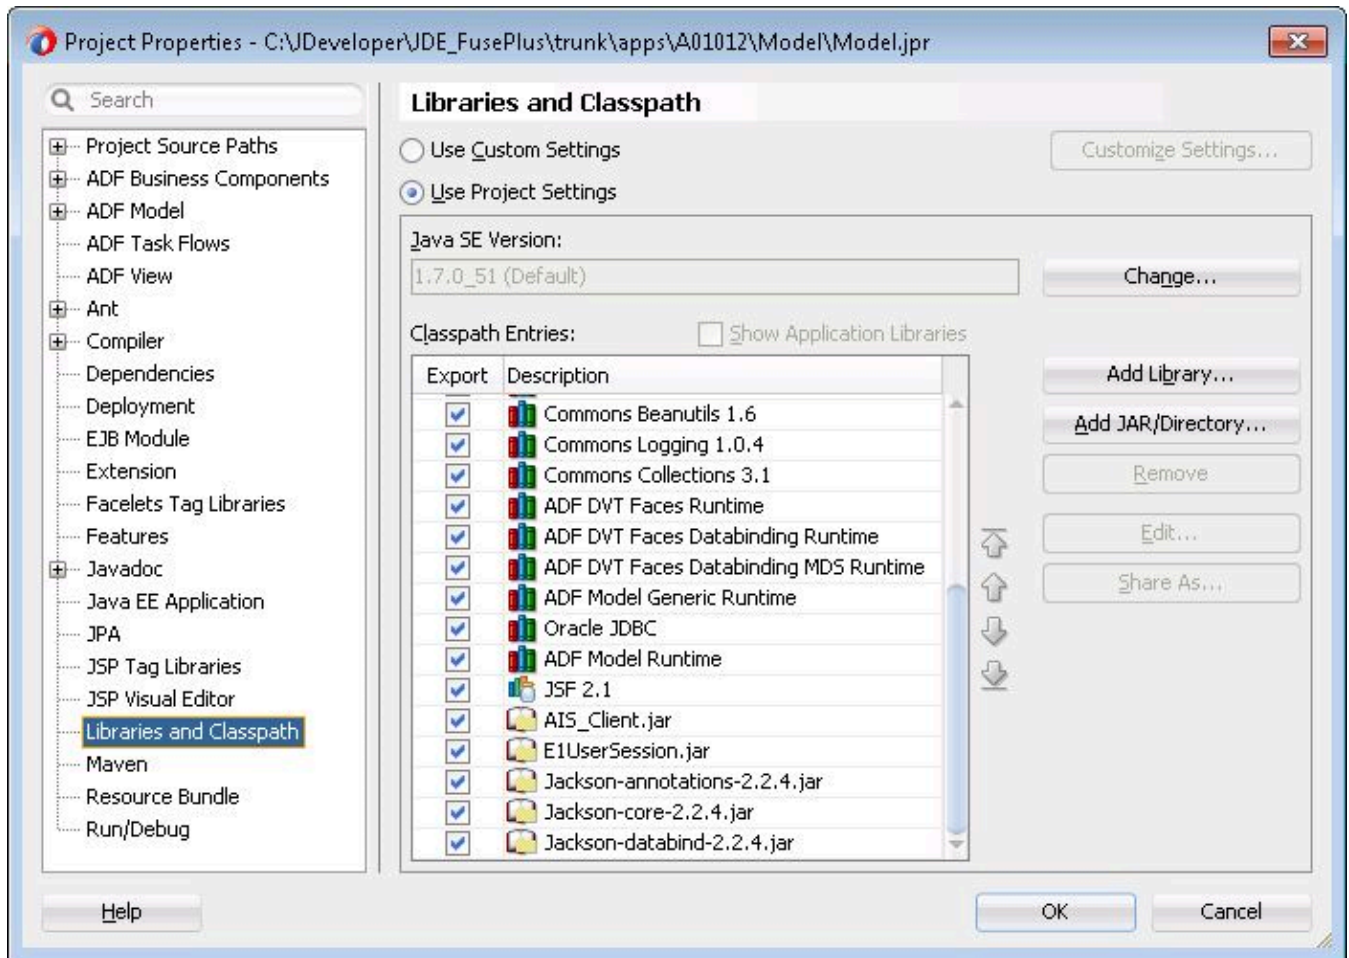 Project Properties - C:\JDeveloper\JDE_FusePlus\trunk\apps\A01012\Model\Model.jpr
Search
Project Source Paths
ADF Business Components
ADF Model
ADF Task Flows
ADF View
Ant
Compiler
Dependencies
Deployment
EJB Module
Extension
Facelets Tag Libraries
Features
Javadoc
Java EE Application
JPA
JSP Tag Libraries
JSP Visual Editor
Libraries and Classpath
Maven
Resource Bundle
Run/Debug
Libraries and Classpath
Use Custom Settings
Customize Settings...
Use Project Settings
Java SE Version:
1.7.0_51 (Default)
Change...
Classpath Entries:
Show Application Libraries
Export Description
Commons Beanutils 1.6
Commons Logging 1.0.4
Commons Collections 3.1
ADF DVT Faces Runtime
ADF DVT Faces Databinding Runtime
ADF DVT Faces Databinding MDS Runtime
ADF Model Generic Runtime
Oracle JDBC
ADF Model Runtime
JSF 2.1
AIS_Client.jar
E1UserSession.jar
Jackson-annotations-2.2.4.jar
Jackson-core-2.2.4.jar
Jackson-databind-2.2.4.jar
Add Library...
Add JAR/Directory...
Remove
Edit...
Share As...
Help
OK
Cancel